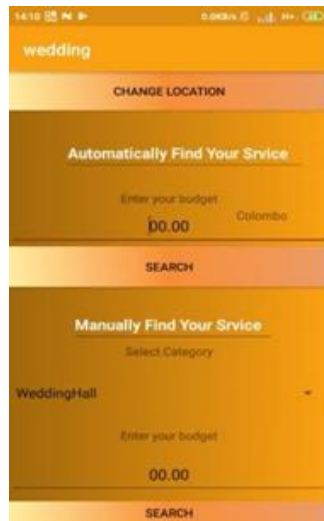 14:10
wedding
CHANGE LOCATION
Automatically Find Your Srvice
Enter your budget
00.00
Colombo
SEARCH
Manually Find Your Srvice
Select Category
WeddingHall
Enter your budget
00.00
SEARCH